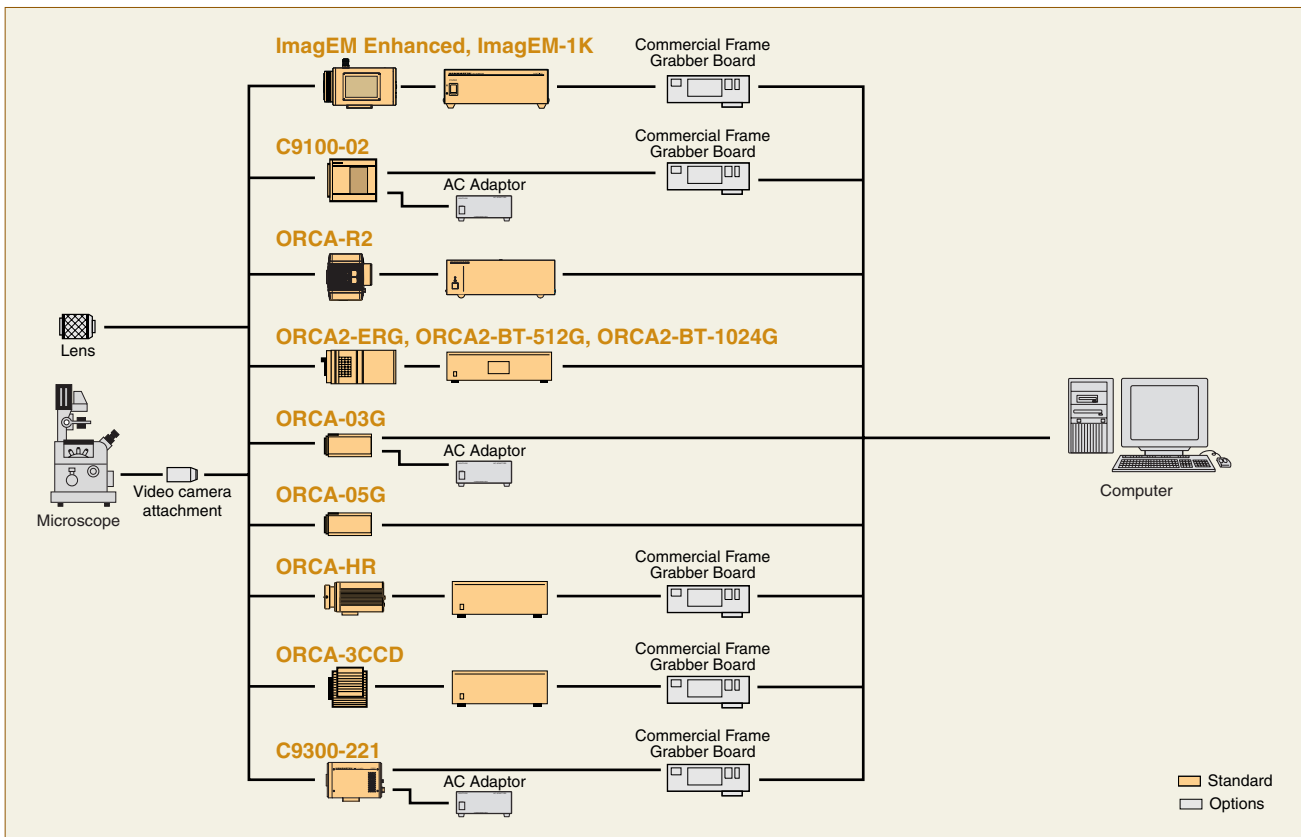 ImagEM Enhanced, ImagEM-1K
Commercial Frame
Grabber Board
C9100-02
Commercial Frame
Grabber Board
AC Adaptor
ORCA-R2
Lens
ORCA2-ERG, ORCA2-BT-512G, ORCA2-BT-1024G
ORCA-03G
AC Adaptor
Microscope
Video camera
attachment
Computer
ORCA-05G
ORCA-HR
Commercial Frame
Grabber Board
ORCA-3CCD
Commercial Frame
Grabber Board
C9300-221
Commercial Frame
Grabber Board
AC Adaptor
Standard
Options